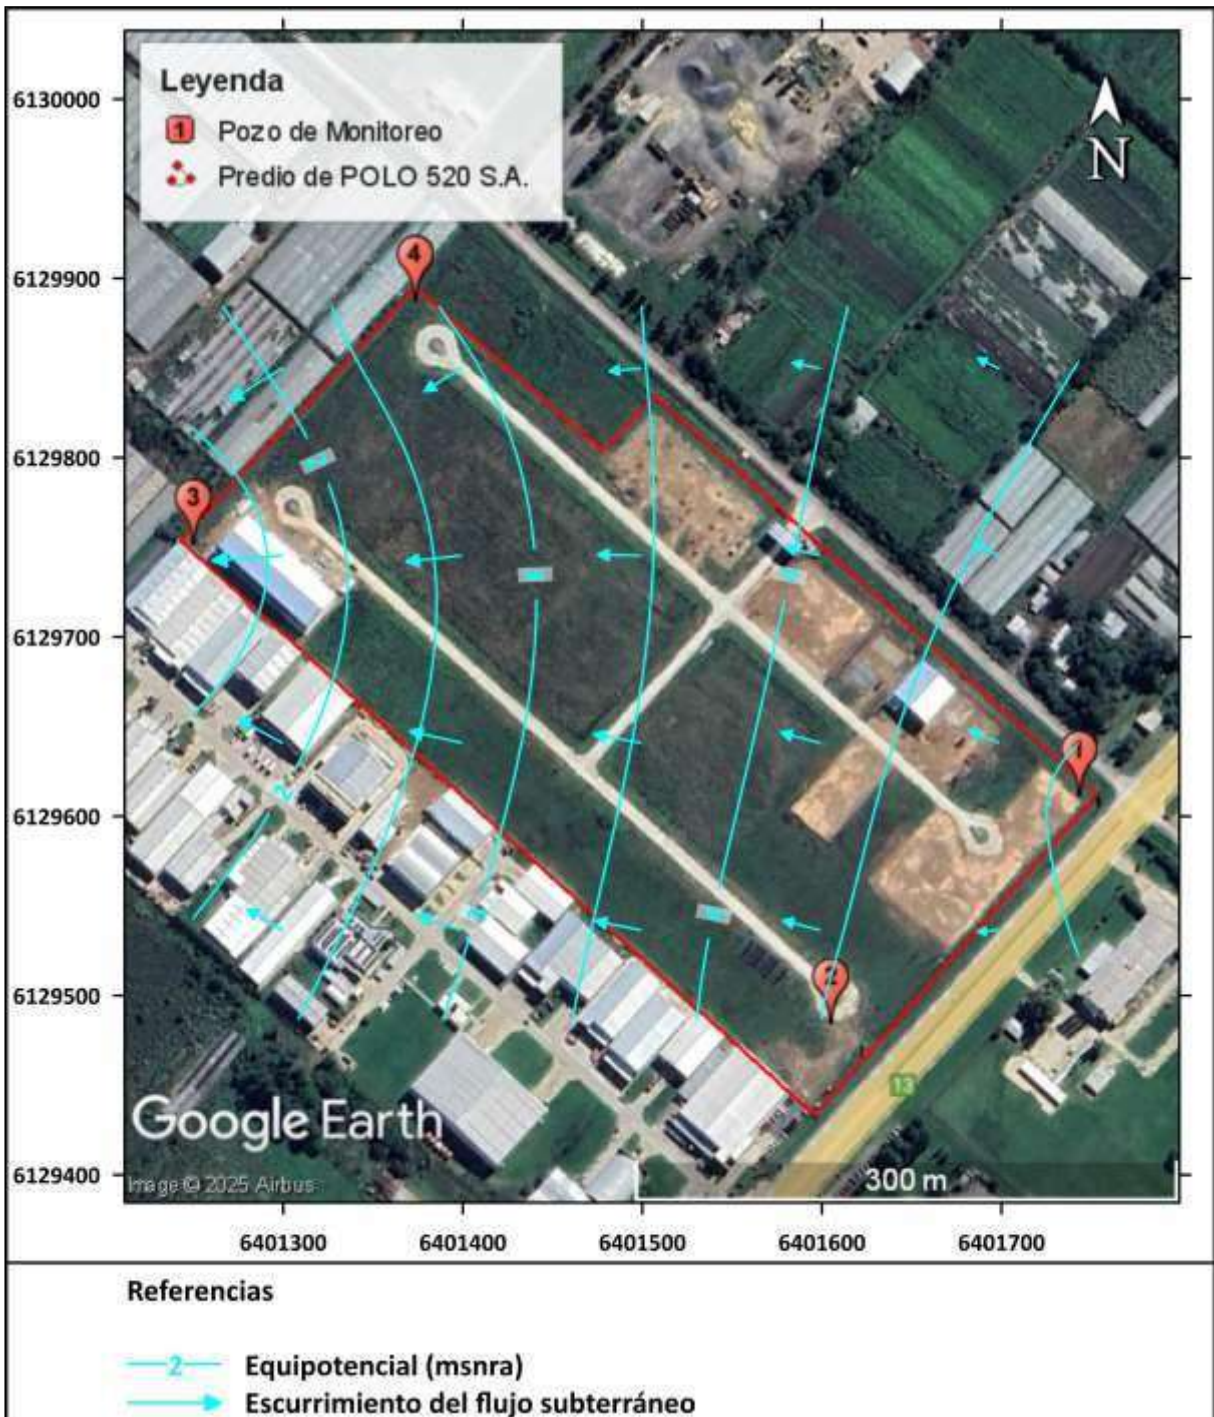 Leyenda
1 Pozo de Monitoreo
Predio de POLO 520 S.A.
N
6130000
6129900
6129800
6129700
6129600
6129500
6129400
4
3
1
2
2
13
Google Earth
Image © 2025 Airbus
300 m
6401300 6401400 6401500 6401600 6401700
Referencias
2 Equipotencial (msnra)
Escurrimiento del flujo subterráneo